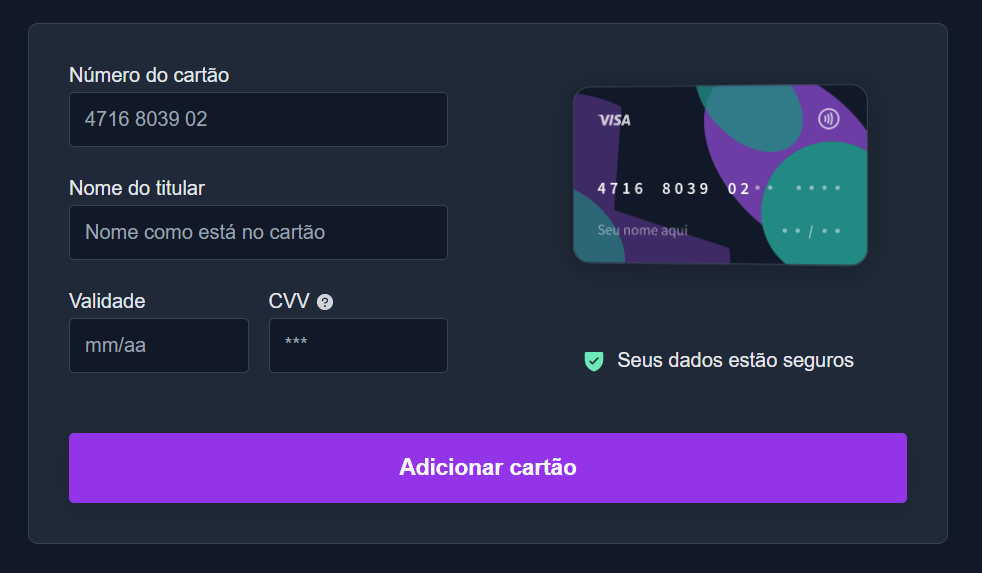 Número do cartão
4716 8039 02
Nome do titular
Nome como está no cartão
Validade
CVV ?
mm/aa
***
VISA
4716 8039 02•• ••••
Seu nome aqui
••/••
Seus dados estão seguros
Adicionar cartão